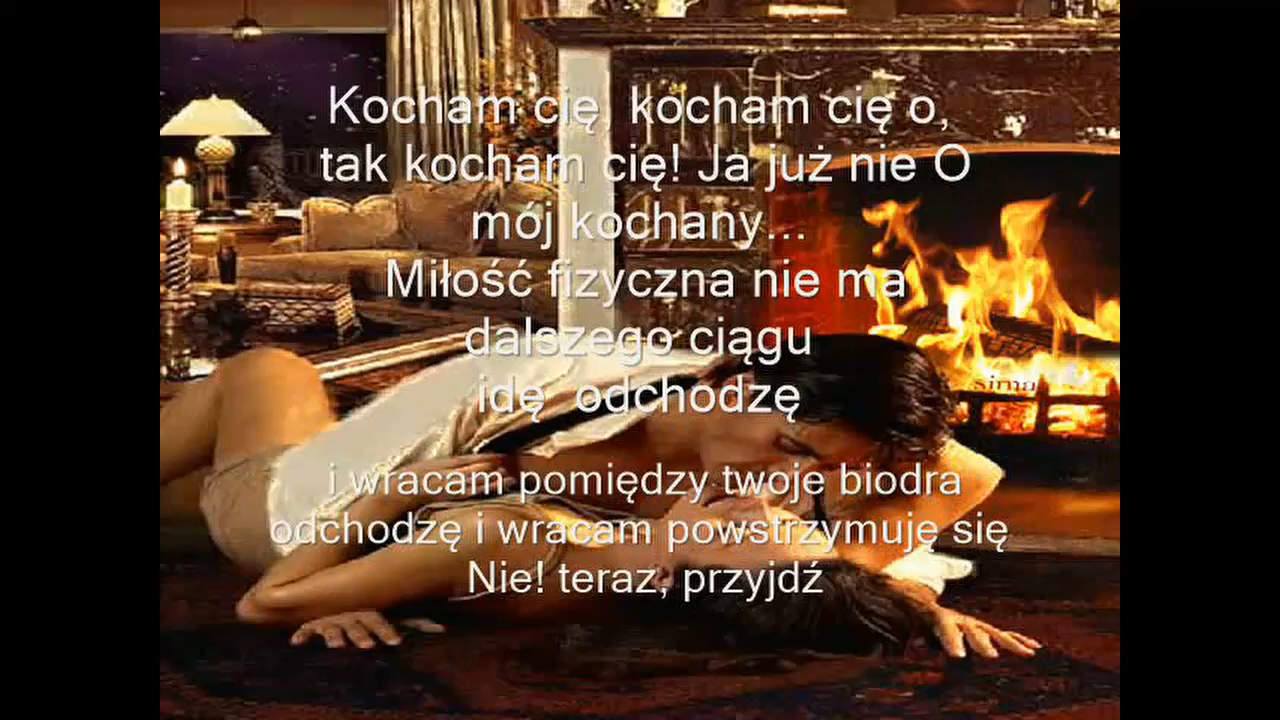 Kocham cię, kocham cię o,
tak kocham cię! Ja już nie O
mój kochany...
Miłość fizyczna nie ma
dalszego ciągu
idę odchodzę
sima
i wracam pomiędzy twoje biodra
odchodzę i wracam powstrzymuję się
Nie! teraz, przyjdź